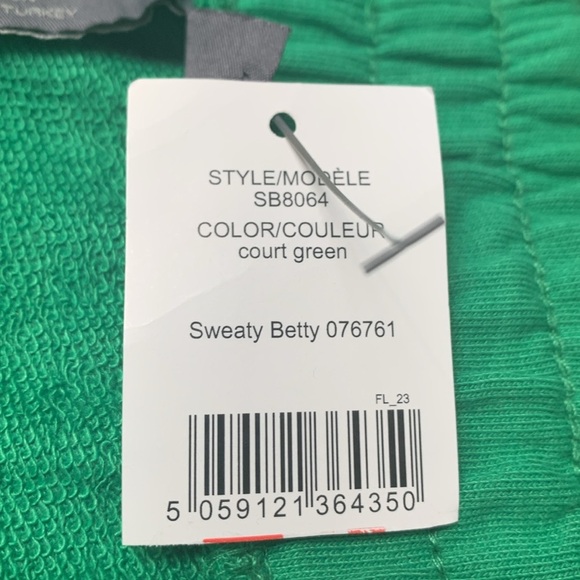 TURKEY
STYLE/MODÈLE
SB8064
COLOR/COULEUR
court green
Sweaty Betty 076761
FL_23
5 059121 364350